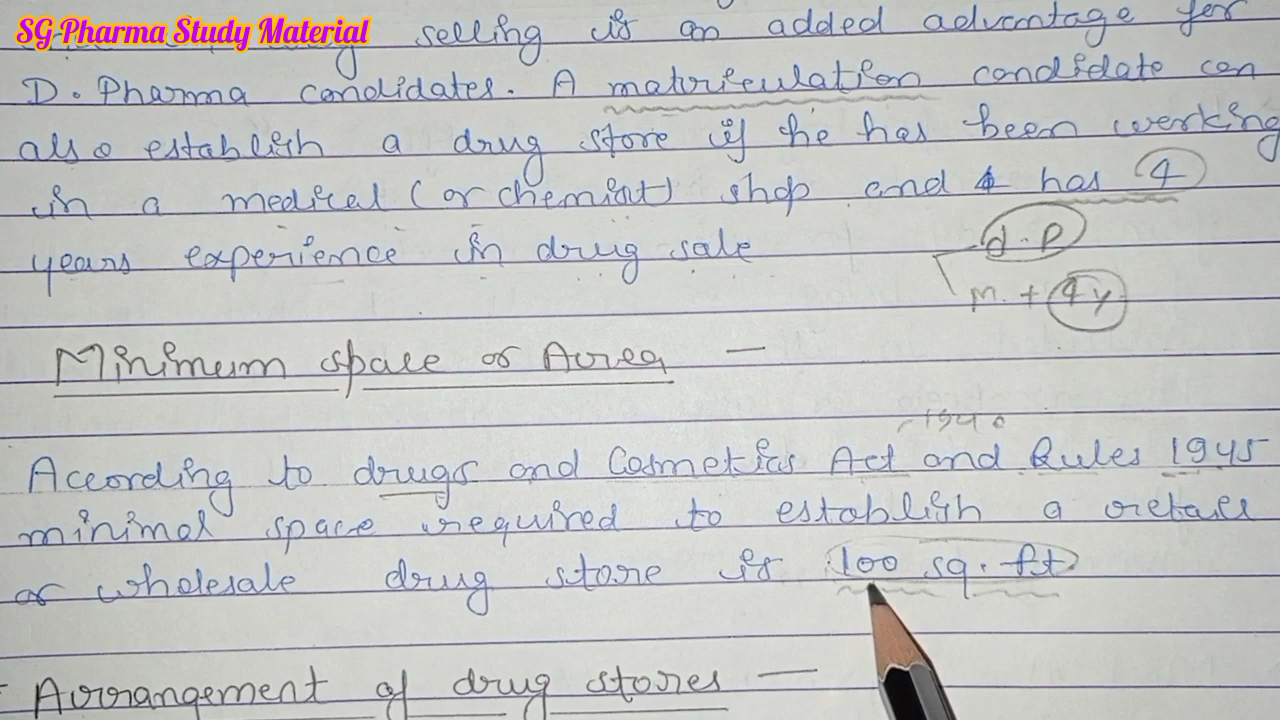 SG Pharma Study Material
selling is an added advantage for
D. Pharma candidates. A matriculation candidate can
also establish a drug store if he has been working
in a medical (or chemist) shop and has 4
years experience in drug sale
d.p
m. + 4y
Minimum space or Area —
1940
According to drugs and Cosmetics Act and Rules 1945
minimal space required to establish a retail
or wholesale drug store is 100 sq. ft
Arrangement of drug stores —